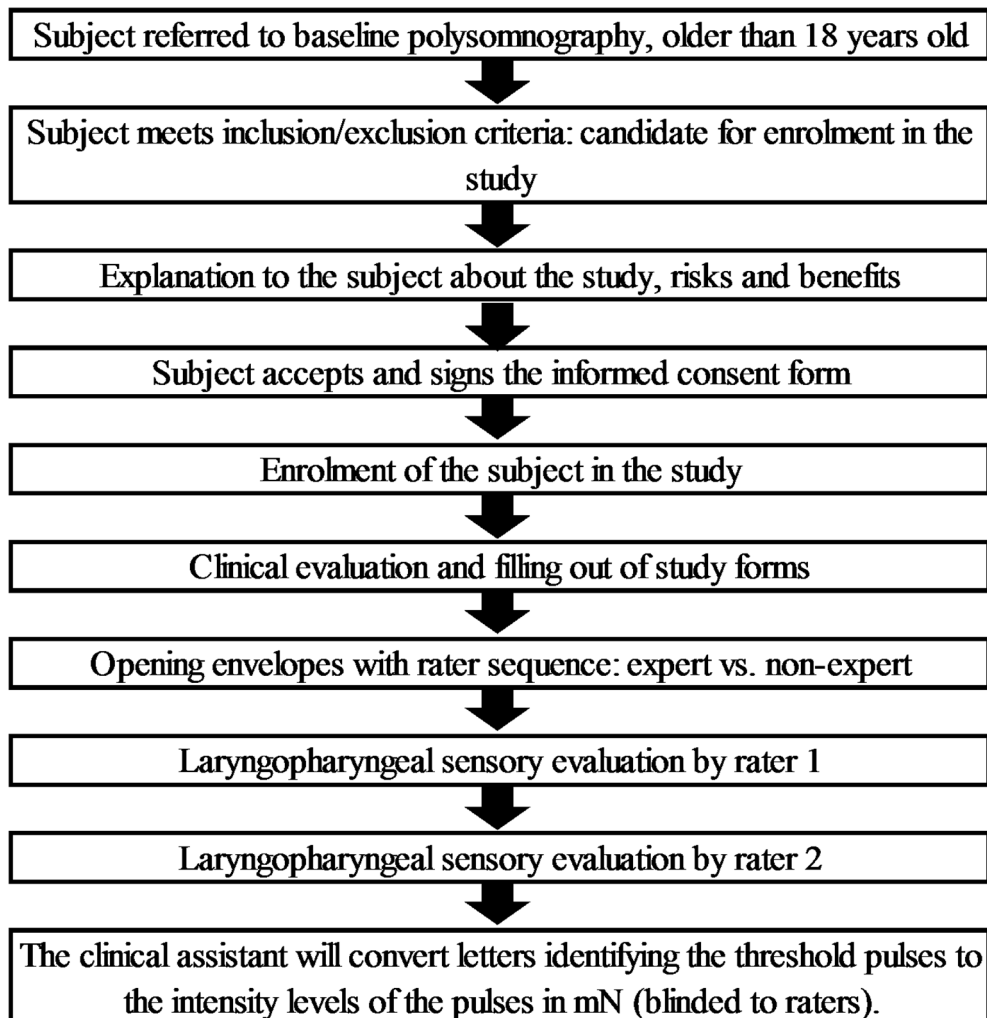 Subject referred to baseline polysomnography, older than 18 years old
Subject meets inclusion/exclusion criteria: candidate for enrolment in the
study
Explanation to the subject about the study, risks and benefits
Subject accepts and signs the informed consent form
Enrolment of the subject in the study
Clinical evaluation and filling out of study forms
Opening envelopes with rater sequence: expert vs. non-expert
Laryngopharyngeal sensory evaluation by rater 1
Laryngopharyngeal sensory evaluation by rater 2
The clinical assistant will convert letters identifying the threshold pulses to
the intensity levels of the pulses in mN (blinded to raters).